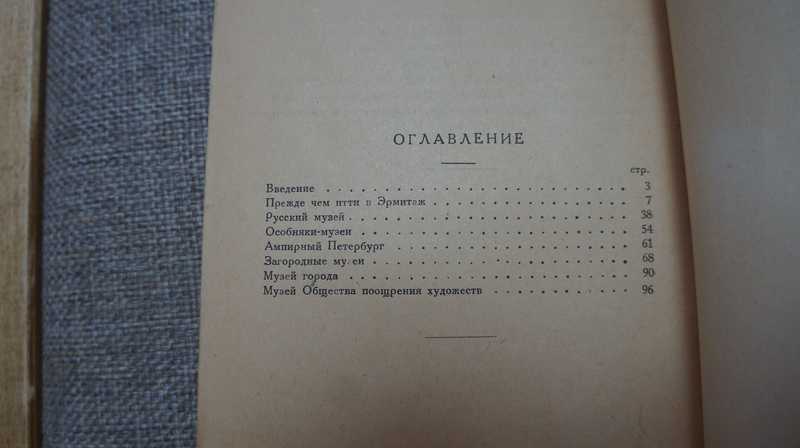 ОГЛАВЛЕНИЕ
стр.
Введение . . . . . . . . . . . . . . . . . . . . 3
Прежде чем итти в Эрмитаж . . . . . . . . . . . . 7
Русский музей . . . . . . . . . . . . . . . . . . 38
Особняки-музеи . . . . . . . . . . . . . . . . . 54
Ампирный Петербург . . . . . . . . . . . . . . . 61
Загородные музеи . . . . . . . . . . . . . . . . 68
Музей города . . . . . . . . . . . . . . . . . . 90
Музей Общества поощрения художеств . . . . . . . . 96